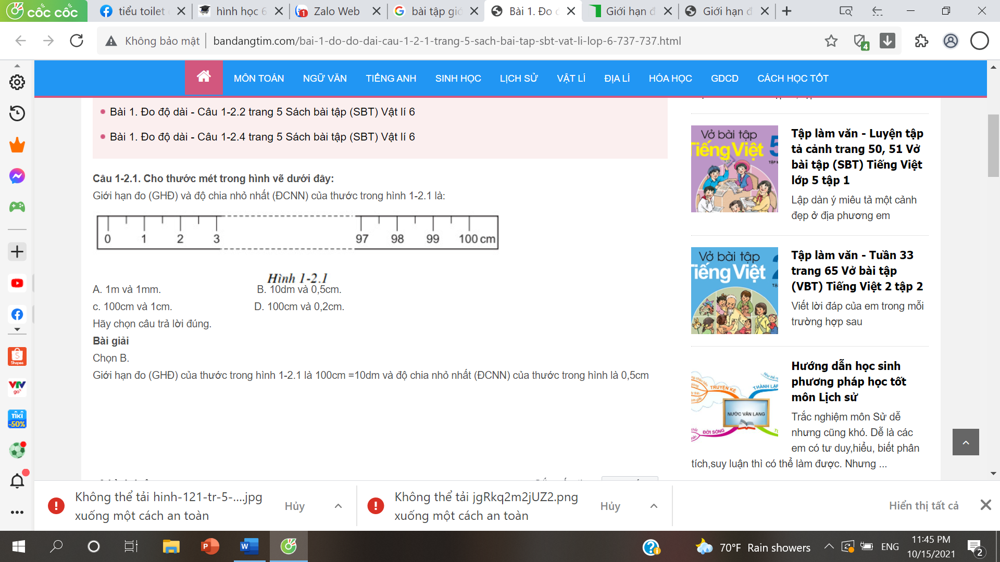 cốc cốc
tiểu toilet
hình học 6
Zalo Web
bài tập giớ
Bài 1. Đo đ
Giới hạn đ
Giới hạn đ
Không bảo mật
bandangtim.com/bai-1-do-do-dai-cau-1-2-1-trang-5-sach-bai-tap-sbt-vat-li-lop-6-737-737.html
4
MÔN TOÁN NGỮ VĂN TIẾNG ANH SINH HỌC LỊCH SỬ VẬT LÍ ĐỊA LÍ HÓA HỌC GDCD CÁCH HỌC TỐT
Bài 1. Đo độ dài - Câu 1-2.2 trang 5 Sách bài tập (SBT) Vật lí 6
Bài 1. Đo độ dài - Câu 1-2.4 trang 5 Sách bài tập (SBT) Vật lí 6
Câu 1-2.1. Cho thước mét trong hình vẽ dưới đây:
Giới hạn đo (GHĐ) và độ chia nhỏ nhất (ĐCNN) của thước trong hình 1-2.1 là:
0 1 2 3 97 98 99 100 cm
Hình 1-2.1
A. 1m và 1mm. B. 10dm và 0,5cm.
c. 100cm và 1cm. D. 100cm và 0,2cm.
Hãy chọn câu trả lời đúng.
Bài giải
Chọn B.
Giới hạn đo (GHĐ) của thước trong hình 1-2.1 là 100cm =10dm và độ chia nhỏ nhất (ĐCNN) của thước trong hình là 0,5cm
Vở bài tập
Tiếng Việt 5
Tập làm văn - Luyện tập
tả cảnh trang 50, 51 Vở
bài tập (SBT) Tiếng Việt
lớp 5 tập 1
Lập dàn ý miêu tả một cảnh
đẹp ở địa phương em
Vở bài tập
Tiếng Việt 2
Tập làm văn - Tuần 33
trang 65 Vở bài tập
(VBT) Tiếng Việt 2 tập 2
Viết lời đáp của em trong mỗi
trường hợp sau
TRUYỆN KỂ
THÀNH LẬP
NƯỚC VĂN LANG
ĐỜI SỐNG
Hướng dẫn học sinh
phương pháp học tốt
môn Lịch sử
Trắc nghiệm môn Sử dễ
nhưng cũng khó. Dễ là các
em có tư duy,hiểu, biết phân
tích,suy luận thì có thể làm được. Nhưng ...
Shopee
VTV
go
TIKI
-50%
Không thể tải hinh-121-tr-5-....jpg
xuống một cách an toàn
Hủy
Không thể tải jgRkq2m2jUZ2.png
xuống một cách an toàn
Hủy
Hiển thị tất cả
70°F Rain showers
ENG
11:45 PM
10/15/2021
2